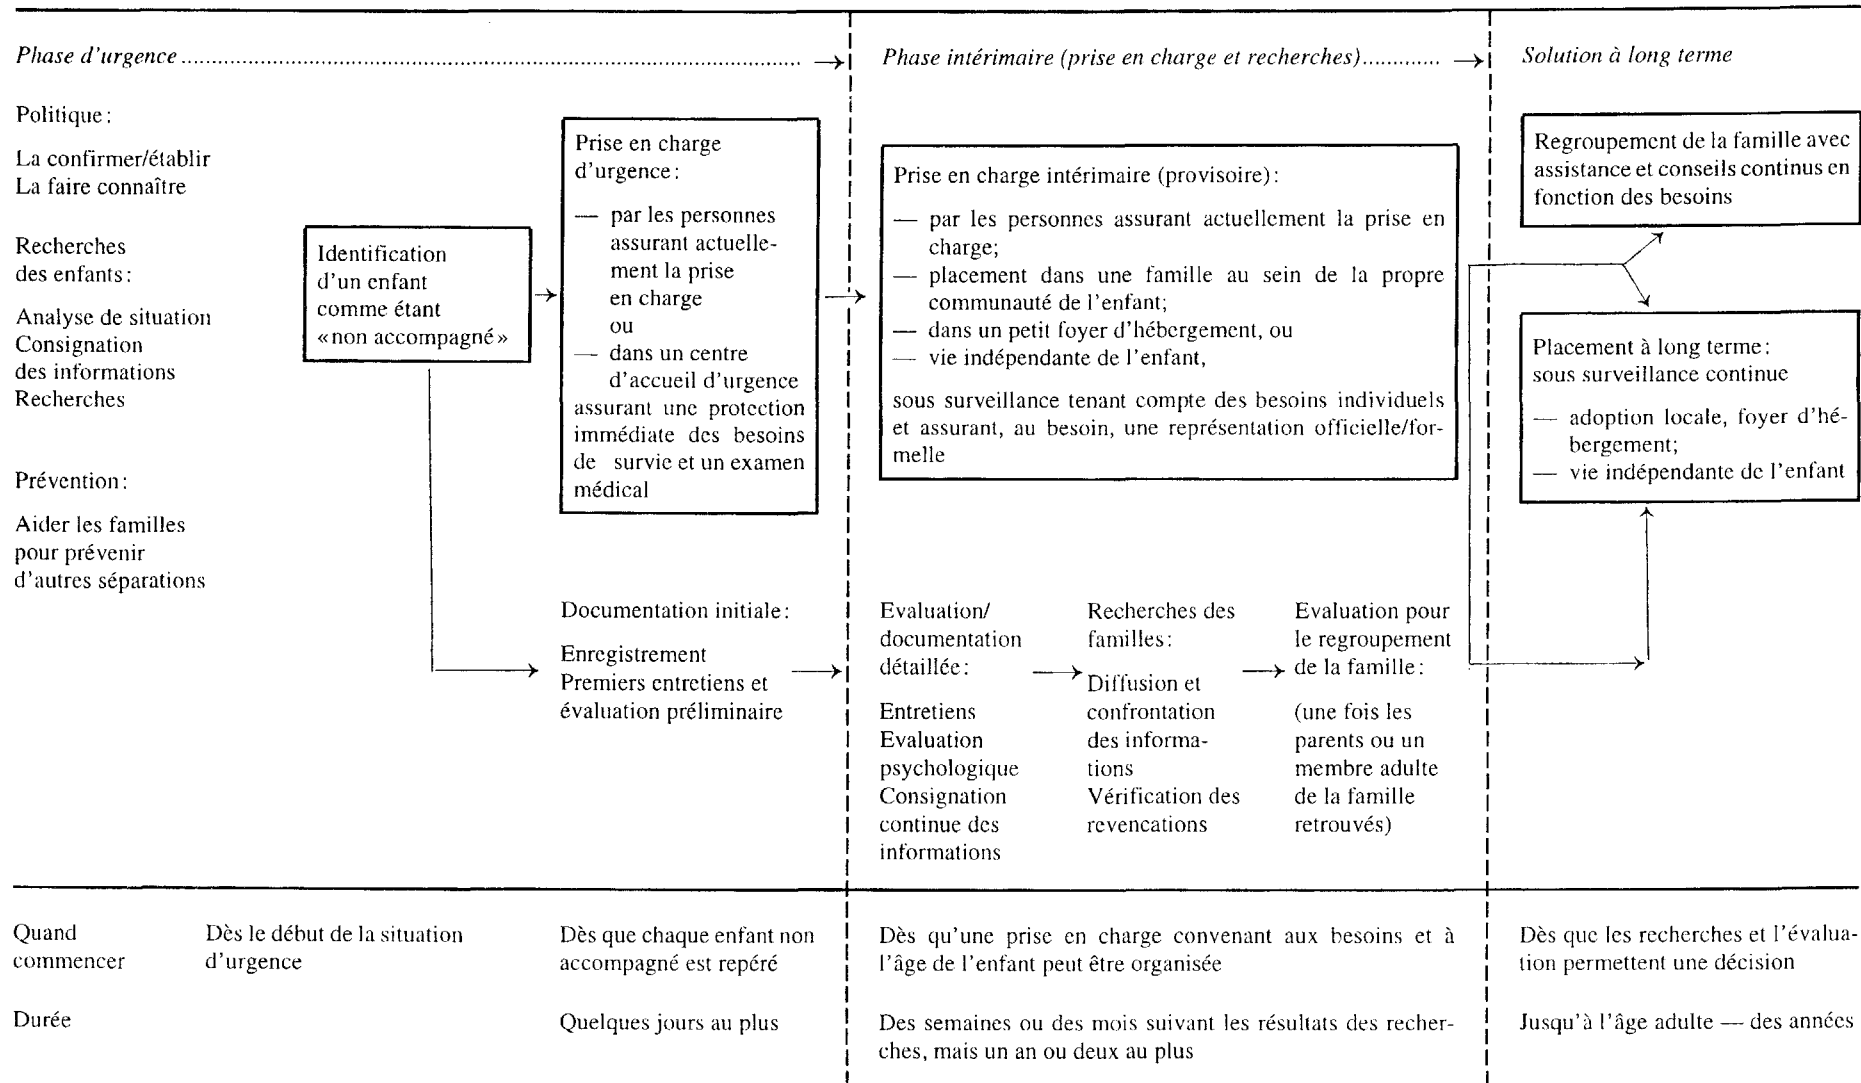 Phase d'urgence ........................................................................................ →
Phase intérimaire (prise en charge et recherches)............. →
Solution à long terme
Politique :
La confirmer/établir
La faire connaître
Recherches
des enfants :
Analyse de situation
Consignation
des informations
Recherches
Prévention :
Aider les familles
pour prévenir
d'autres séparations
Identification
d'un enfant
comme étant
«non accompagné»
Prise en charge
d'urgence :
— par les personnes
assurant actuelle-
ment la prise
en charge
ou
— dans un centre
d'accueil d'urgence
assurant une protection
immédiate des besoins
de survie et un examen
médical
Documentation initiale :
Enregistrement
Premiers entretiens et
évaluation préliminaire
Prise en charge intérimaire (provisoire) :
— par les personnes assurant actuellement la prise en
charge;
— placement dans une famille au sein de la propre
communauté de l'enfant;
— dans un petit foyer d'hébergement, ou
— vie indépendante de l'enfant,
sous surveillance tenant compte des besoins individuels
et assurant, au besoin, une représentation officielle/for-
melle
Evaluation/
documentation
détaillée :
Entretiens
Evaluation
psychologique
Consignation
continue des
informations
Recherches des
familles :
Diffusion et
confrontation
des informa-
tions
Vérification des
revencations
Evaluation pour
le regroupement
de la famille :
(une fois les
parents ou un
membre adulte
de la famille
retrouvés)
Regroupement de la famille avec
assistance et conseils continus en
fonction des besoins
Placement à long terme :
sous surveillance continue
— adoption locale, foyer d'hé-
bergement;
— vie indépendante de l'enfant
Quand
commencer
Dès le début de la situation
d'urgence
Dès que chaque enfant non
accompagné est repéré
Dès qu'une prise en charge convenant aux besoins et à
l'âge de l'enfant peut être organisée
Dès que les recherches et l'évalua-
tion permettent une décision
Durée
Quelques jours au plus
Des semaines ou des mois suivant les résultats des recher-
ches, mais un an ou deux au plus
Jusqu'à l'âge adulte — des années